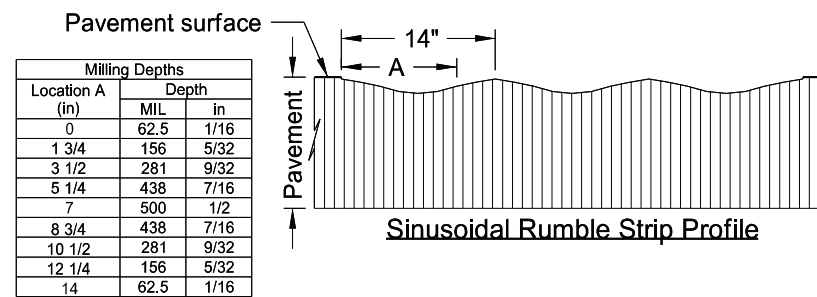 Pavement surface
14"
A
Pavement
Sinusoidal Rumble Strip Profile
Milling Depths
Location A (in) Depth
MIL in
0 62.5 1/16
1 3/4 156 5/32
3 1/2 281 9/32
5 1/4 438 7/16
7 500 1/2
8 3/4 438 7/16
10 1/2 281 9/32
12 1/4 156 5/32
14 62.5 1/16